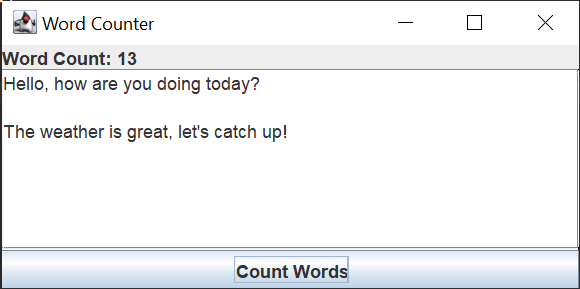 Word Counter
Word Count: 13
Hello, how are you doing today?
The weather is great, let's catch up!
Count Words